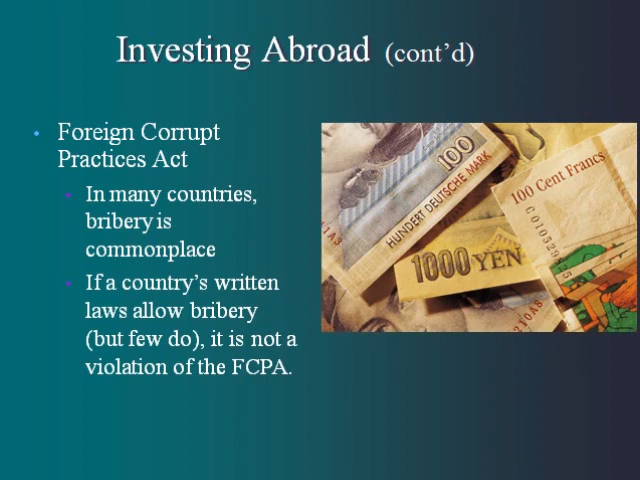 Investing Abroad (cont’d)
• Foreign Corrupt
Practices Act
• In many countries,
bribery is
commonplace
• If a country’s written
laws allow bribery
(but few do), it is not a
violation of the FCPA.
100
HUNDERT DEUTSCHE MARK
1000 YEN
100 Cent Francs